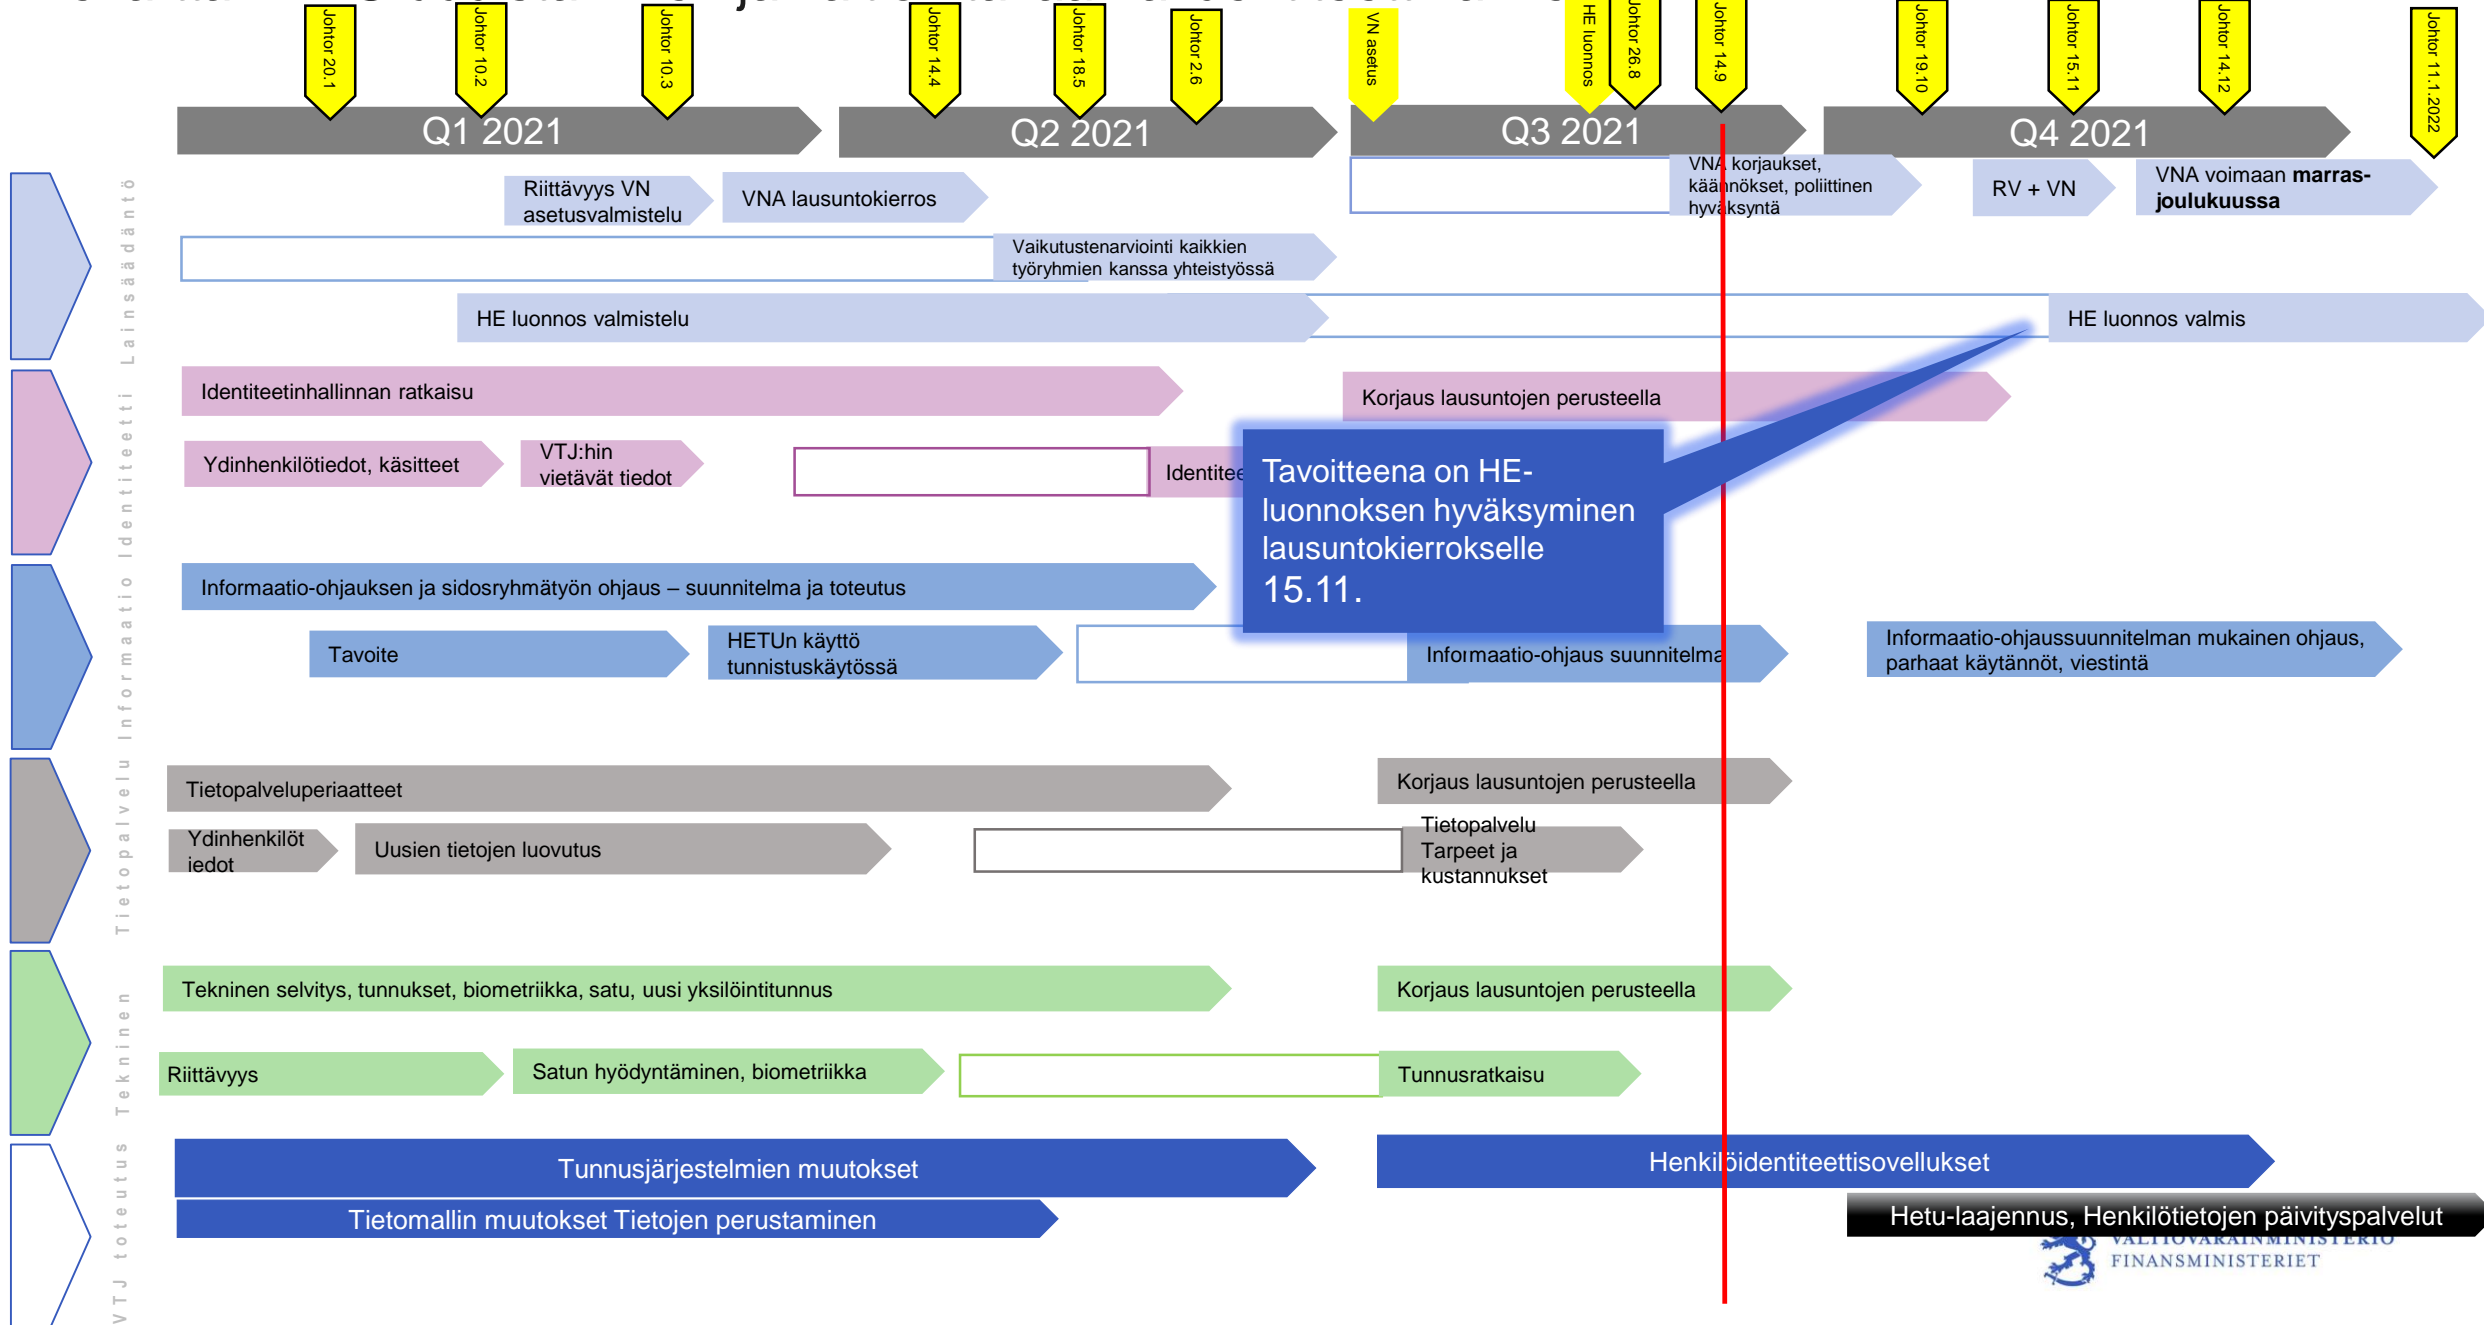 Johtor 20.1
Johtor 10.2
Johtor 10.3
Johtor 14.4
Johtor 18.5
Johtor 2.6
VN asetus
HE luonnos
Johtor 26.8
Johtor 14.9
Johtor 19.10
Johtor 15.11
Johtor 14.12
Johtor 11.1.2022
Q1 2021
Q2 2021
Q3 2021
Q4 2021
Lainsäädäntö
Riittävyys VN
asetusvalmistelu
VNA lausuntokierros
VNA korjaukset,
käännökset, poliittinen
hyväksyntä
RV + VN
VNA voimaan marras-
joulukuussa
Vaikutustenarviointi kaikkien
työryhmien kanssa yhteistyössä
HE luonnos valmistelu
HE luonnos valmis
Identiteetti
Identiteetinhallinnan ratkaisu
Korjaus lausuntojen perusteella
Ydinhenkilötiedot, käsitteet
VTJ:hin
vietävät tiedot
Identitee
Tavoitteena on HE-
luonnoksen hyväksyminen
lausuntokierrokselle
15.11.
Informaatio
Informaatio-ohjauksen ja sidosryhmätyön ohjaus – suunnitelma ja toteutus
Tavoite
HETUn käyttö
tunnistuskäytössä
Informaatio-ohjaus suunnitelma
Informaatio-ohjaussuunnitelman mukainen ohjaus,
parhaat käytännöt, viestintä
Tietopalvelu
Tietopalveluperiaatteet
Korjaus lausuntojen perusteella
Ydinhenkilöt
iedot
Uusien tietojen luovutus
Tietopalvelu
Tarpeet ja
kustannukset
Tekninen
Tekninen selvitys, tunnukset, biometriikka, satu, uusi yksilöintitunnus
Korjaus lausuntojen perusteella
Riittävyys
Satun hyödyntäminen, biometriikka
Tunnusratkaisu
VTJ toteutus
Tunnusjärjestelmien muutokset
Henkilöidentiteettisovellukset
Tietomallin muutokset Tietojen perustaminen
Hetu-laajennus, Henkilötietojen päivityspalvelut
VALTIOVARAINMINISTERIÖ
FINANSMINISTERIET